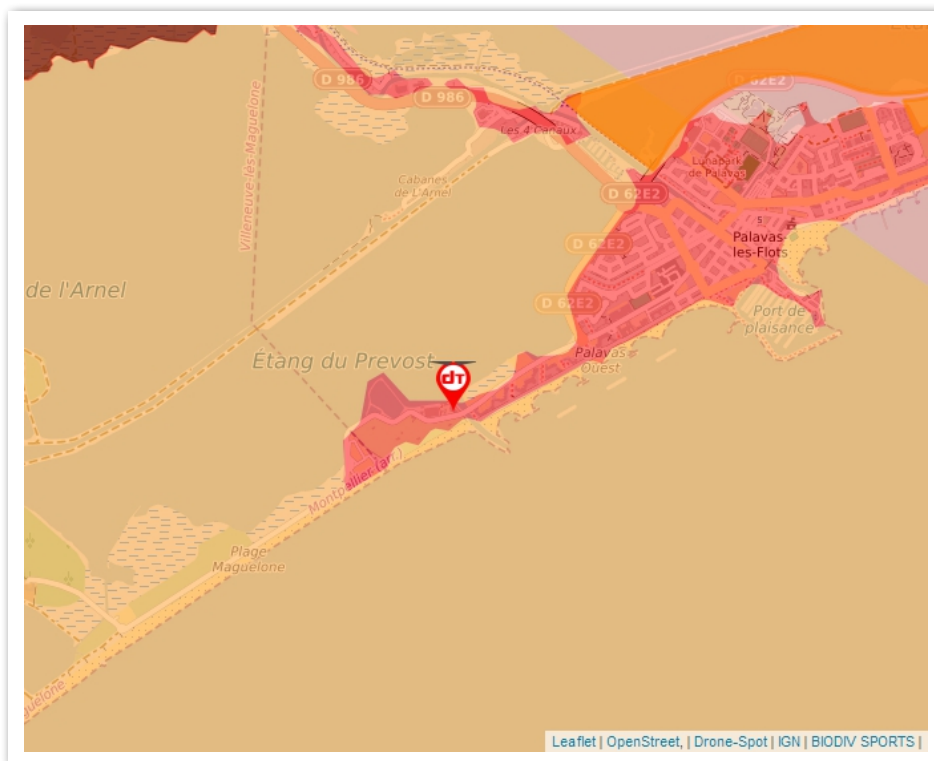 D 986
D 62E2
D 986
Les 4 Canaux
Lunapark
de Palavas
Cabanes
de L'Arnel
D 62E2
Villeneuve-lès-Maguelone
S
Palavas-
les-Flots
D 62E2
de l'Arnel
D 62E2
Port de
plaisance
Étang du Prevost
Palavas
Ouest
dT
Montpellier (arr.)
Plage
Maguelone
guelone
Leaflet | OpenStreet, | Drone-Spot | IGN | BIODIV SPORTS |